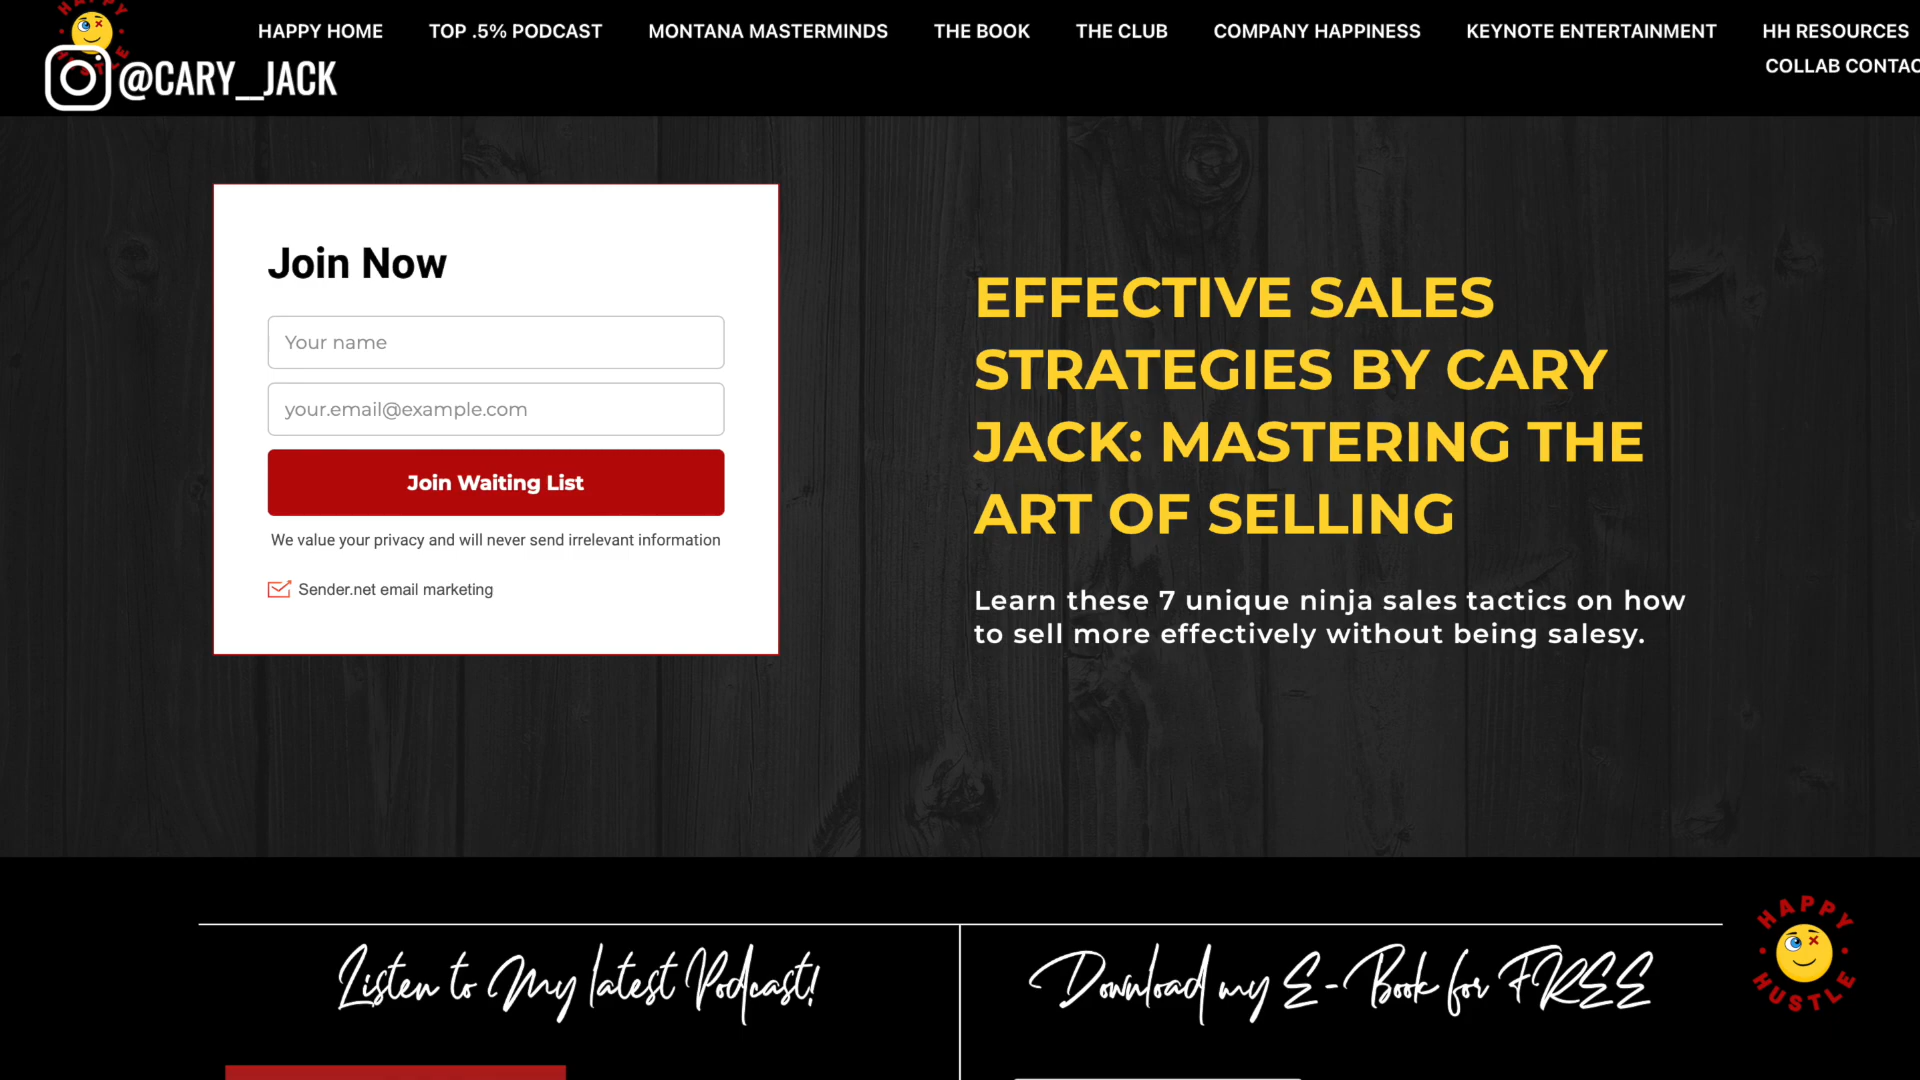 HAPPY
HAPPY HOME
TOP .5% PODCAST
MONTANA MASTERMINDS
THE BOOK
THE CLUB
COMPANY HAPPINESS
KEYNOTE ENTERTAINMENT
HH RESOURCES
COLLAB CONTAC
@CARY__JACK
Join Now
Your name
your.email@example.com
Join Waiting List
We value your privacy and will never send irrelevant information
Sender.net email marketing
EFFECTIVE SALES
STRATEGIES BY CARY
JACK: MASTERING THE
ART OF SELLING
Learn these 7 unique ninja sales tactics on how
to sell more effectively without being salesy.
Listen to My latest Podcast!
Download my E-Book for FREE
HAPPY
HUSTLE